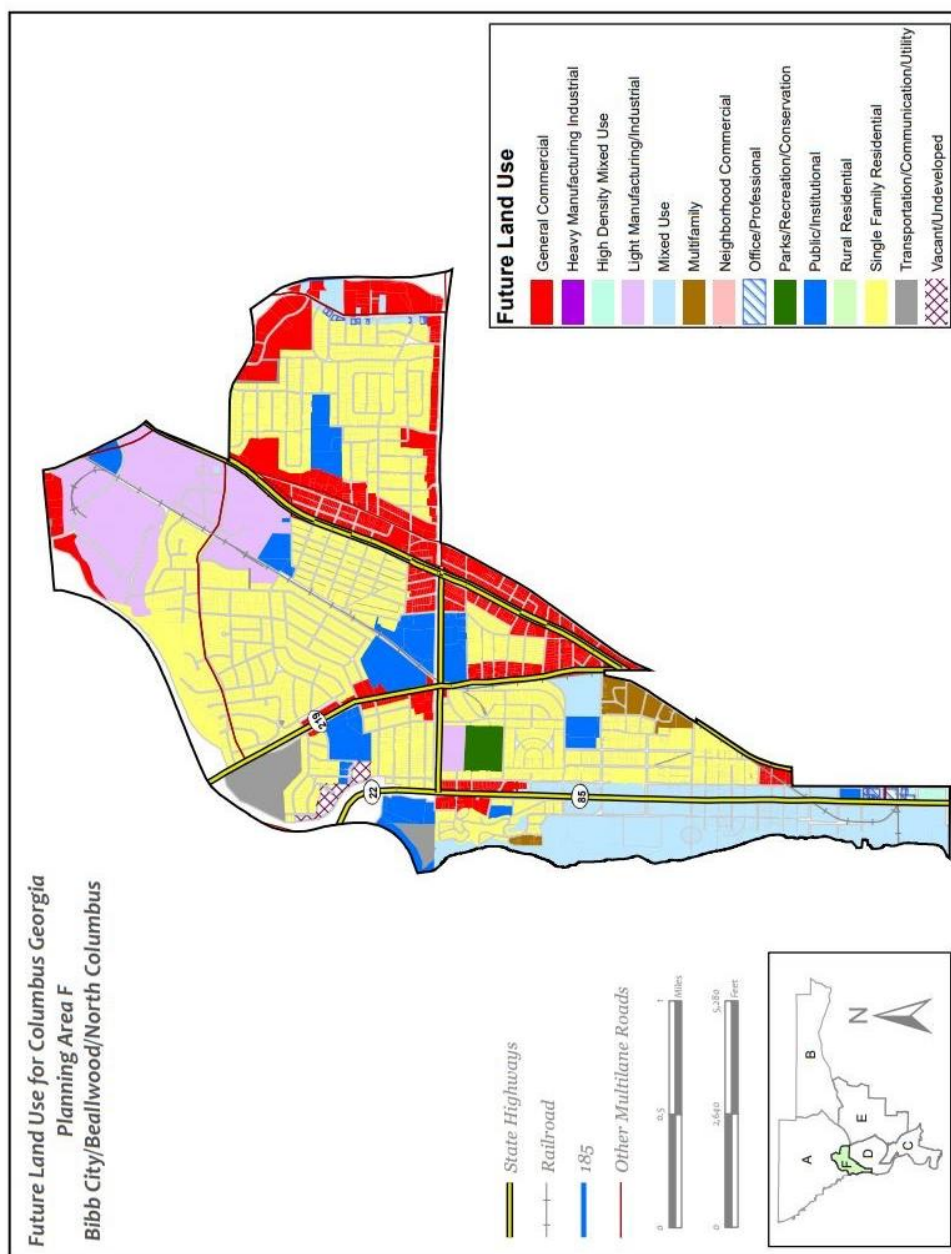 Future Land Use for Columbus Georgia
Planning Area F
Bibb City/Beallwood/North Columbus
219
22
85
State Highways
Railroad
185
Other Multilane Roads
0 0.5 1
Miles
0 2,640 5,280
Feet
A
B
F
E
D
C
N
Future Land Use
General Commercial
Heavy Manufacturing Industrial
High Density Mixed Use
Light Manufacturing/Industrial
Mixed Use
Multifamily
Neighborhood Commercial
Office/Professional
Parks/Recreation/Conservation
Public/Institutional
Rural Residential
Single Family Residential
Transportation/Communication/Utility
Vacant/Undeveloped